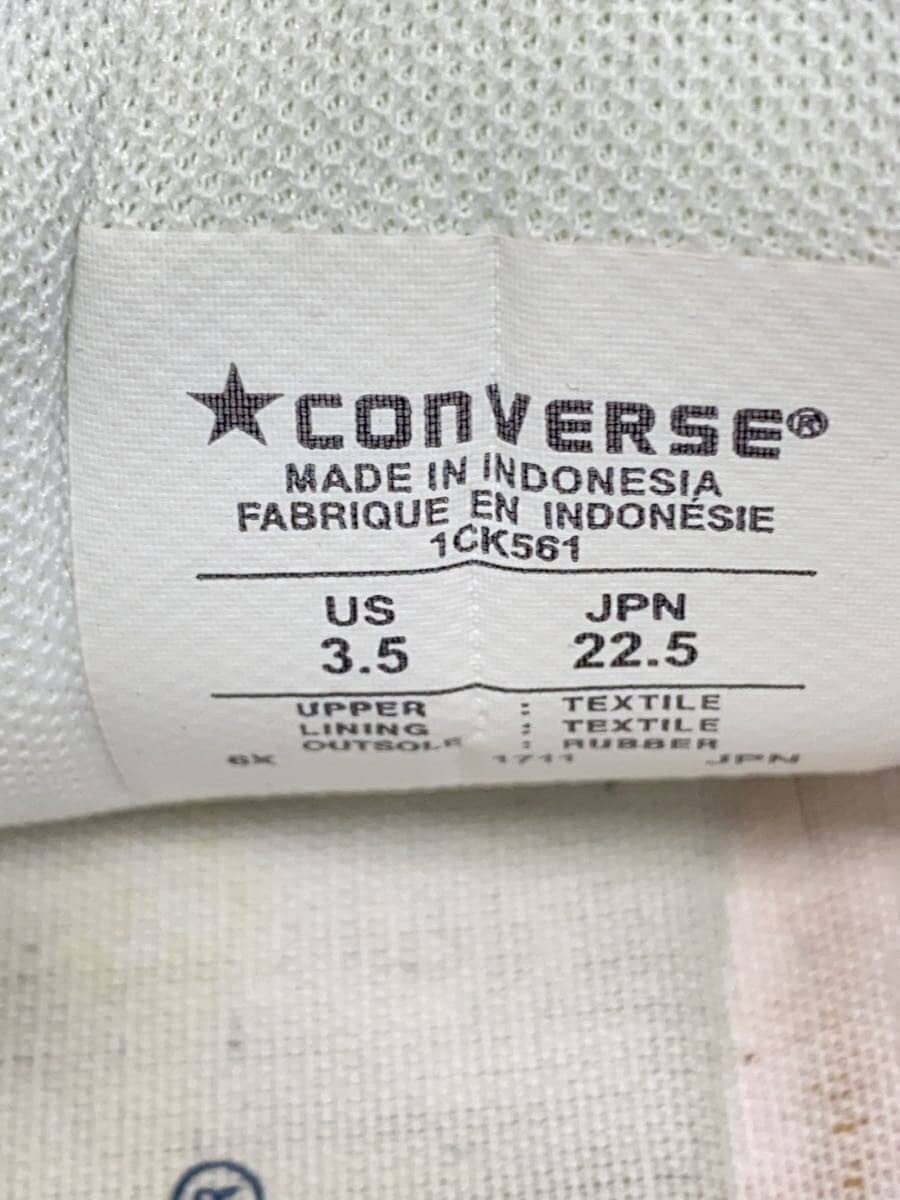 ★CONVERSE®
MADE IN INDONESIA
FABRIQUE EN INDONÉSIE
1CK561
US JPN
3.5 22.5
UPPER : TEXTILE
LINING : TEXTILE
OUTSOLE : RUBBER
6X 1711 JPN
®